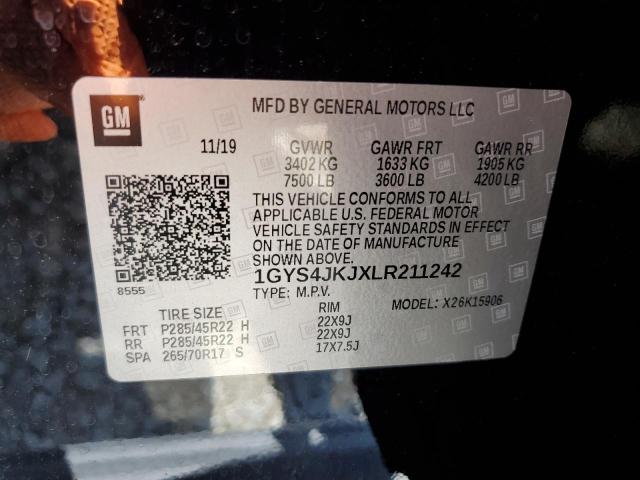 GM
MFD BY GENERAL MOTORS LLC
11/19 GVWR GAWR FRT GAWR RR
3402 KG 1633 KG 1905 KG
7500 LB 3600 LB 4200 LB
THIS VEHICLE CONFORMS TO ALL
APPLICABLE U.S. FEDERAL MOTOR
VEHICLE SAFETY STANDARDS IN EFFECT
ON THE DATE OF MANUFACTURE
SHOWN ABOVE.
8555
1GYS4JKJXLR211242
TYPE: M.P.V. MODEL: X26K15906
TIRE SIZE RIM
FRT P285/45R22 H 22X9J
RR P285/45R22 H 22X9J
SPA 265/70R17 S 17X7.5J